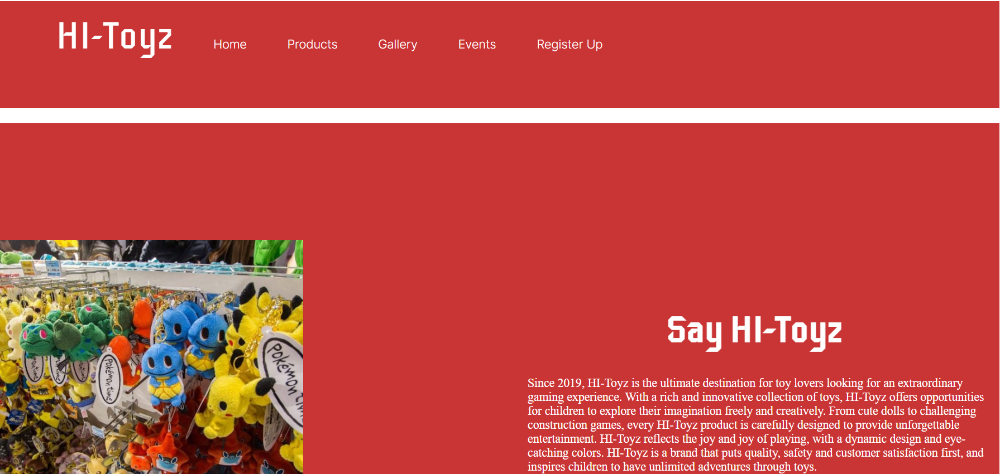 HI-Toyz
Home
Products
Gallery
Events
Register Up
Pokémon time
Pokémon
Say HI-Toyz
Since 2019, HI-Toyz is the ultimate destination for toy lovers looking for an extraordinary
gaming experience. With a rich and innovative collection of toys, HI-Toyz offers opportunities
for children to explore their imagination freely and creatively. From cute dolls to challenging
construction games, every HI-Toyz product is carefully designed to provide unforgettable
entertainment. HI-Toyz reflects the joy and joy of playing, with a dynamic design and eye-
catching colors. HI-Toyz is a brand that puts quality, safety and customer satisfaction first, and
inspires children to have unlimited adventures through toys.